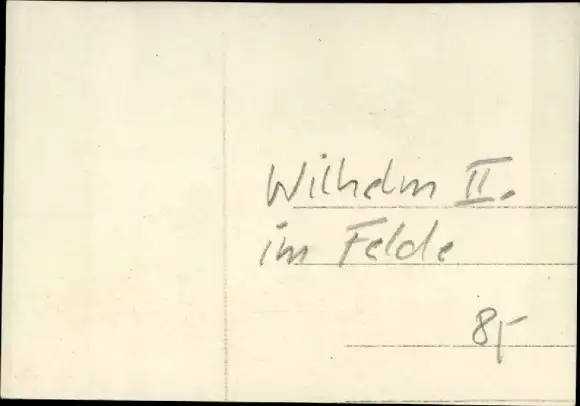 Wilhelm II.
im Felde
8,-